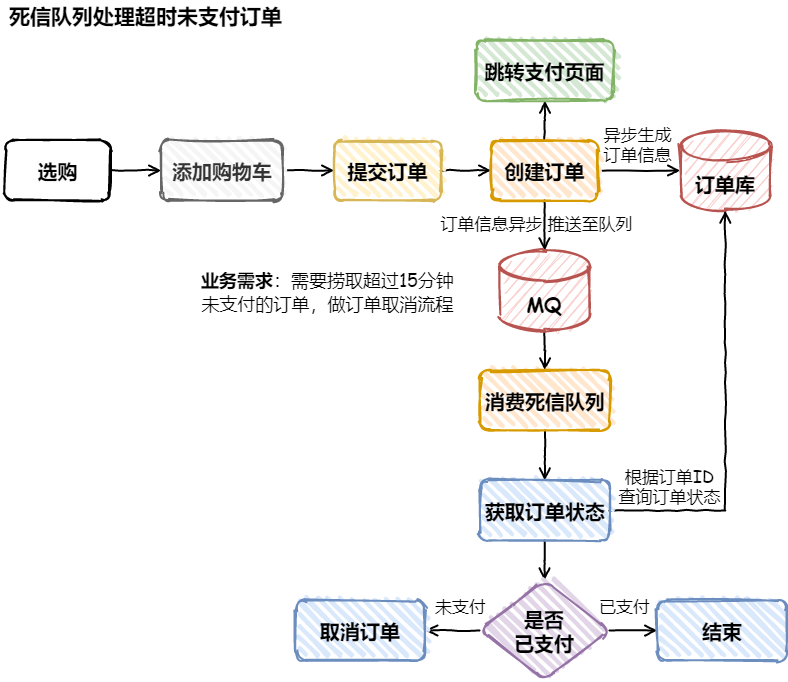 死信队列处理超时未支付订单
跳转支付页面
选购
添加购物车
提交订单
创建订单
异步生成
订单信息
订单库
订单信息异步 推送至队列
业务需求：需要捞取超过15分钟
未支付的订单，做订单取消流程
MQ
消费死信队列
获取订单状态
根据订单ID
查询订单状态
取消订单
未支付
是否
已支付
已支付
结束